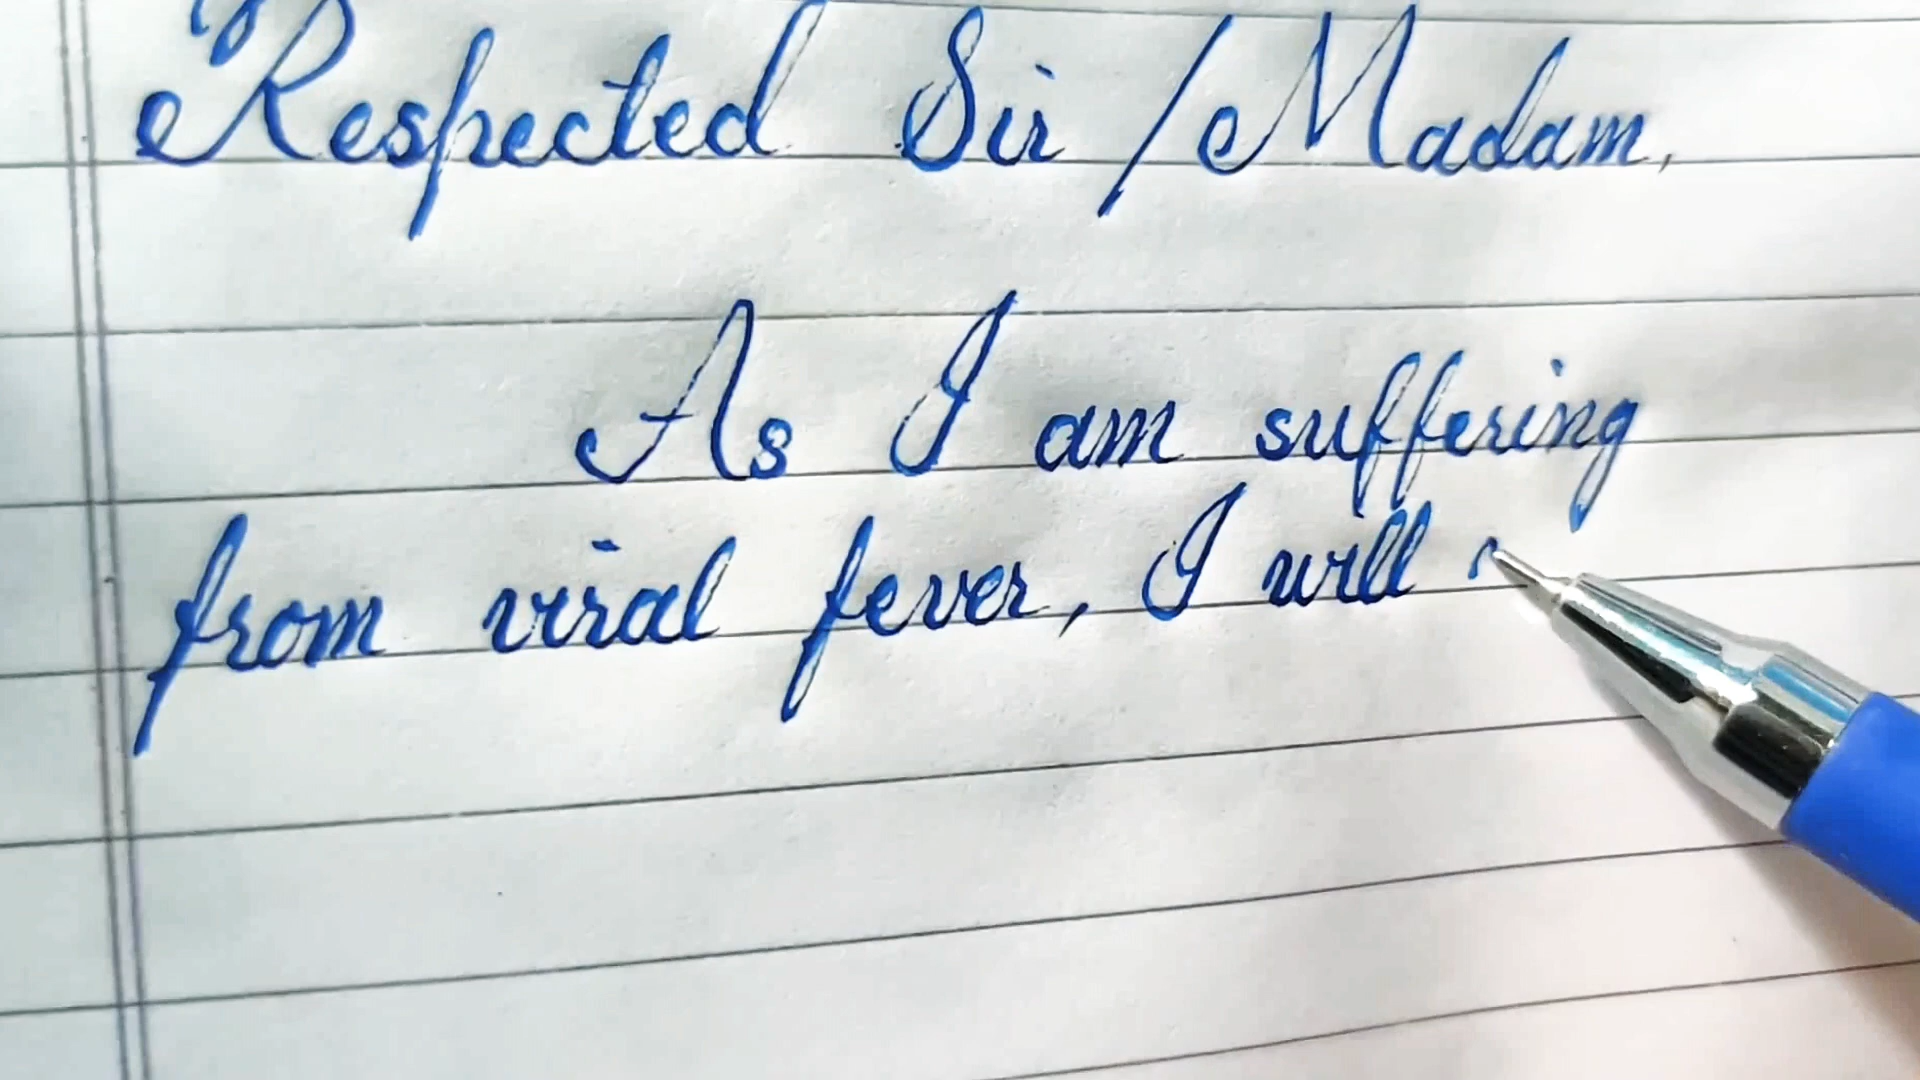 Respected Sir / Madam,
As I am suffering
from viral fever, I will